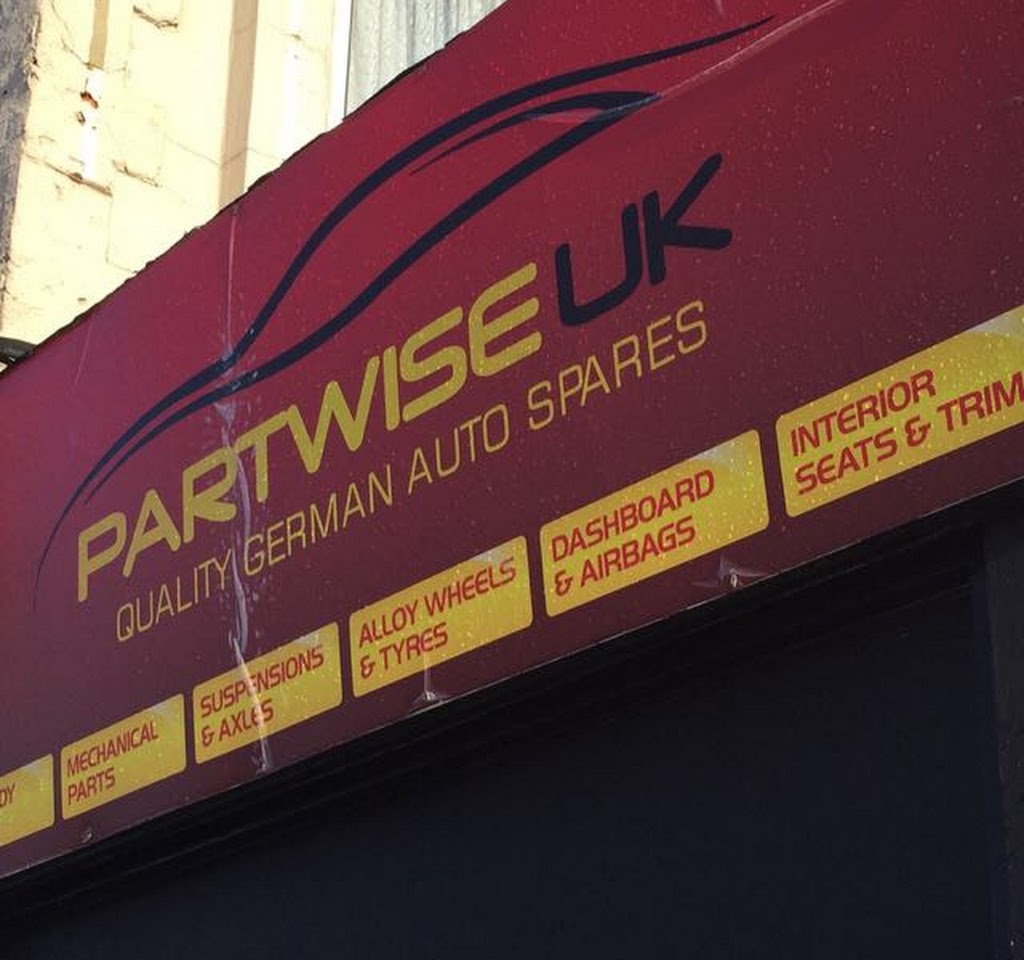 PARTWISE UK
QUALITY GERMAN AUTO SPARES
MECHANICAL
PARTS
SUSPENSIONS
& AXLES
ALLOY WHEELS
& TYRES
DASHBOARD
& AIRBAGS
INTERIOR
SEATS & TRIM